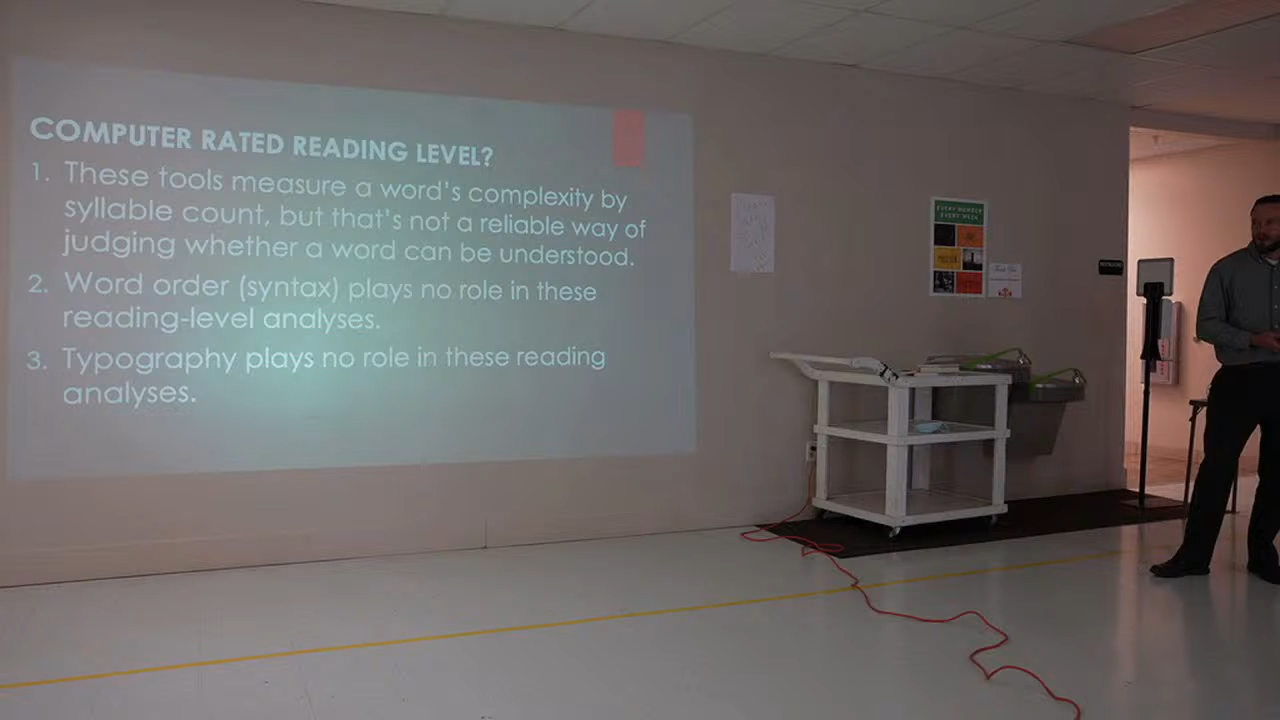 COMPUTER RATED READING LEVEL?
1. These tools measure a word's complexity by
syllable count, but that's not a reliable way of
judging whether a word can be understood.
2. Word order (syntax) plays no role in these
reading-level analyses.
3. Typography plays no role in these reading
analyses.
EVERY MEMBER
EVERY WEEK
RESTROOMS